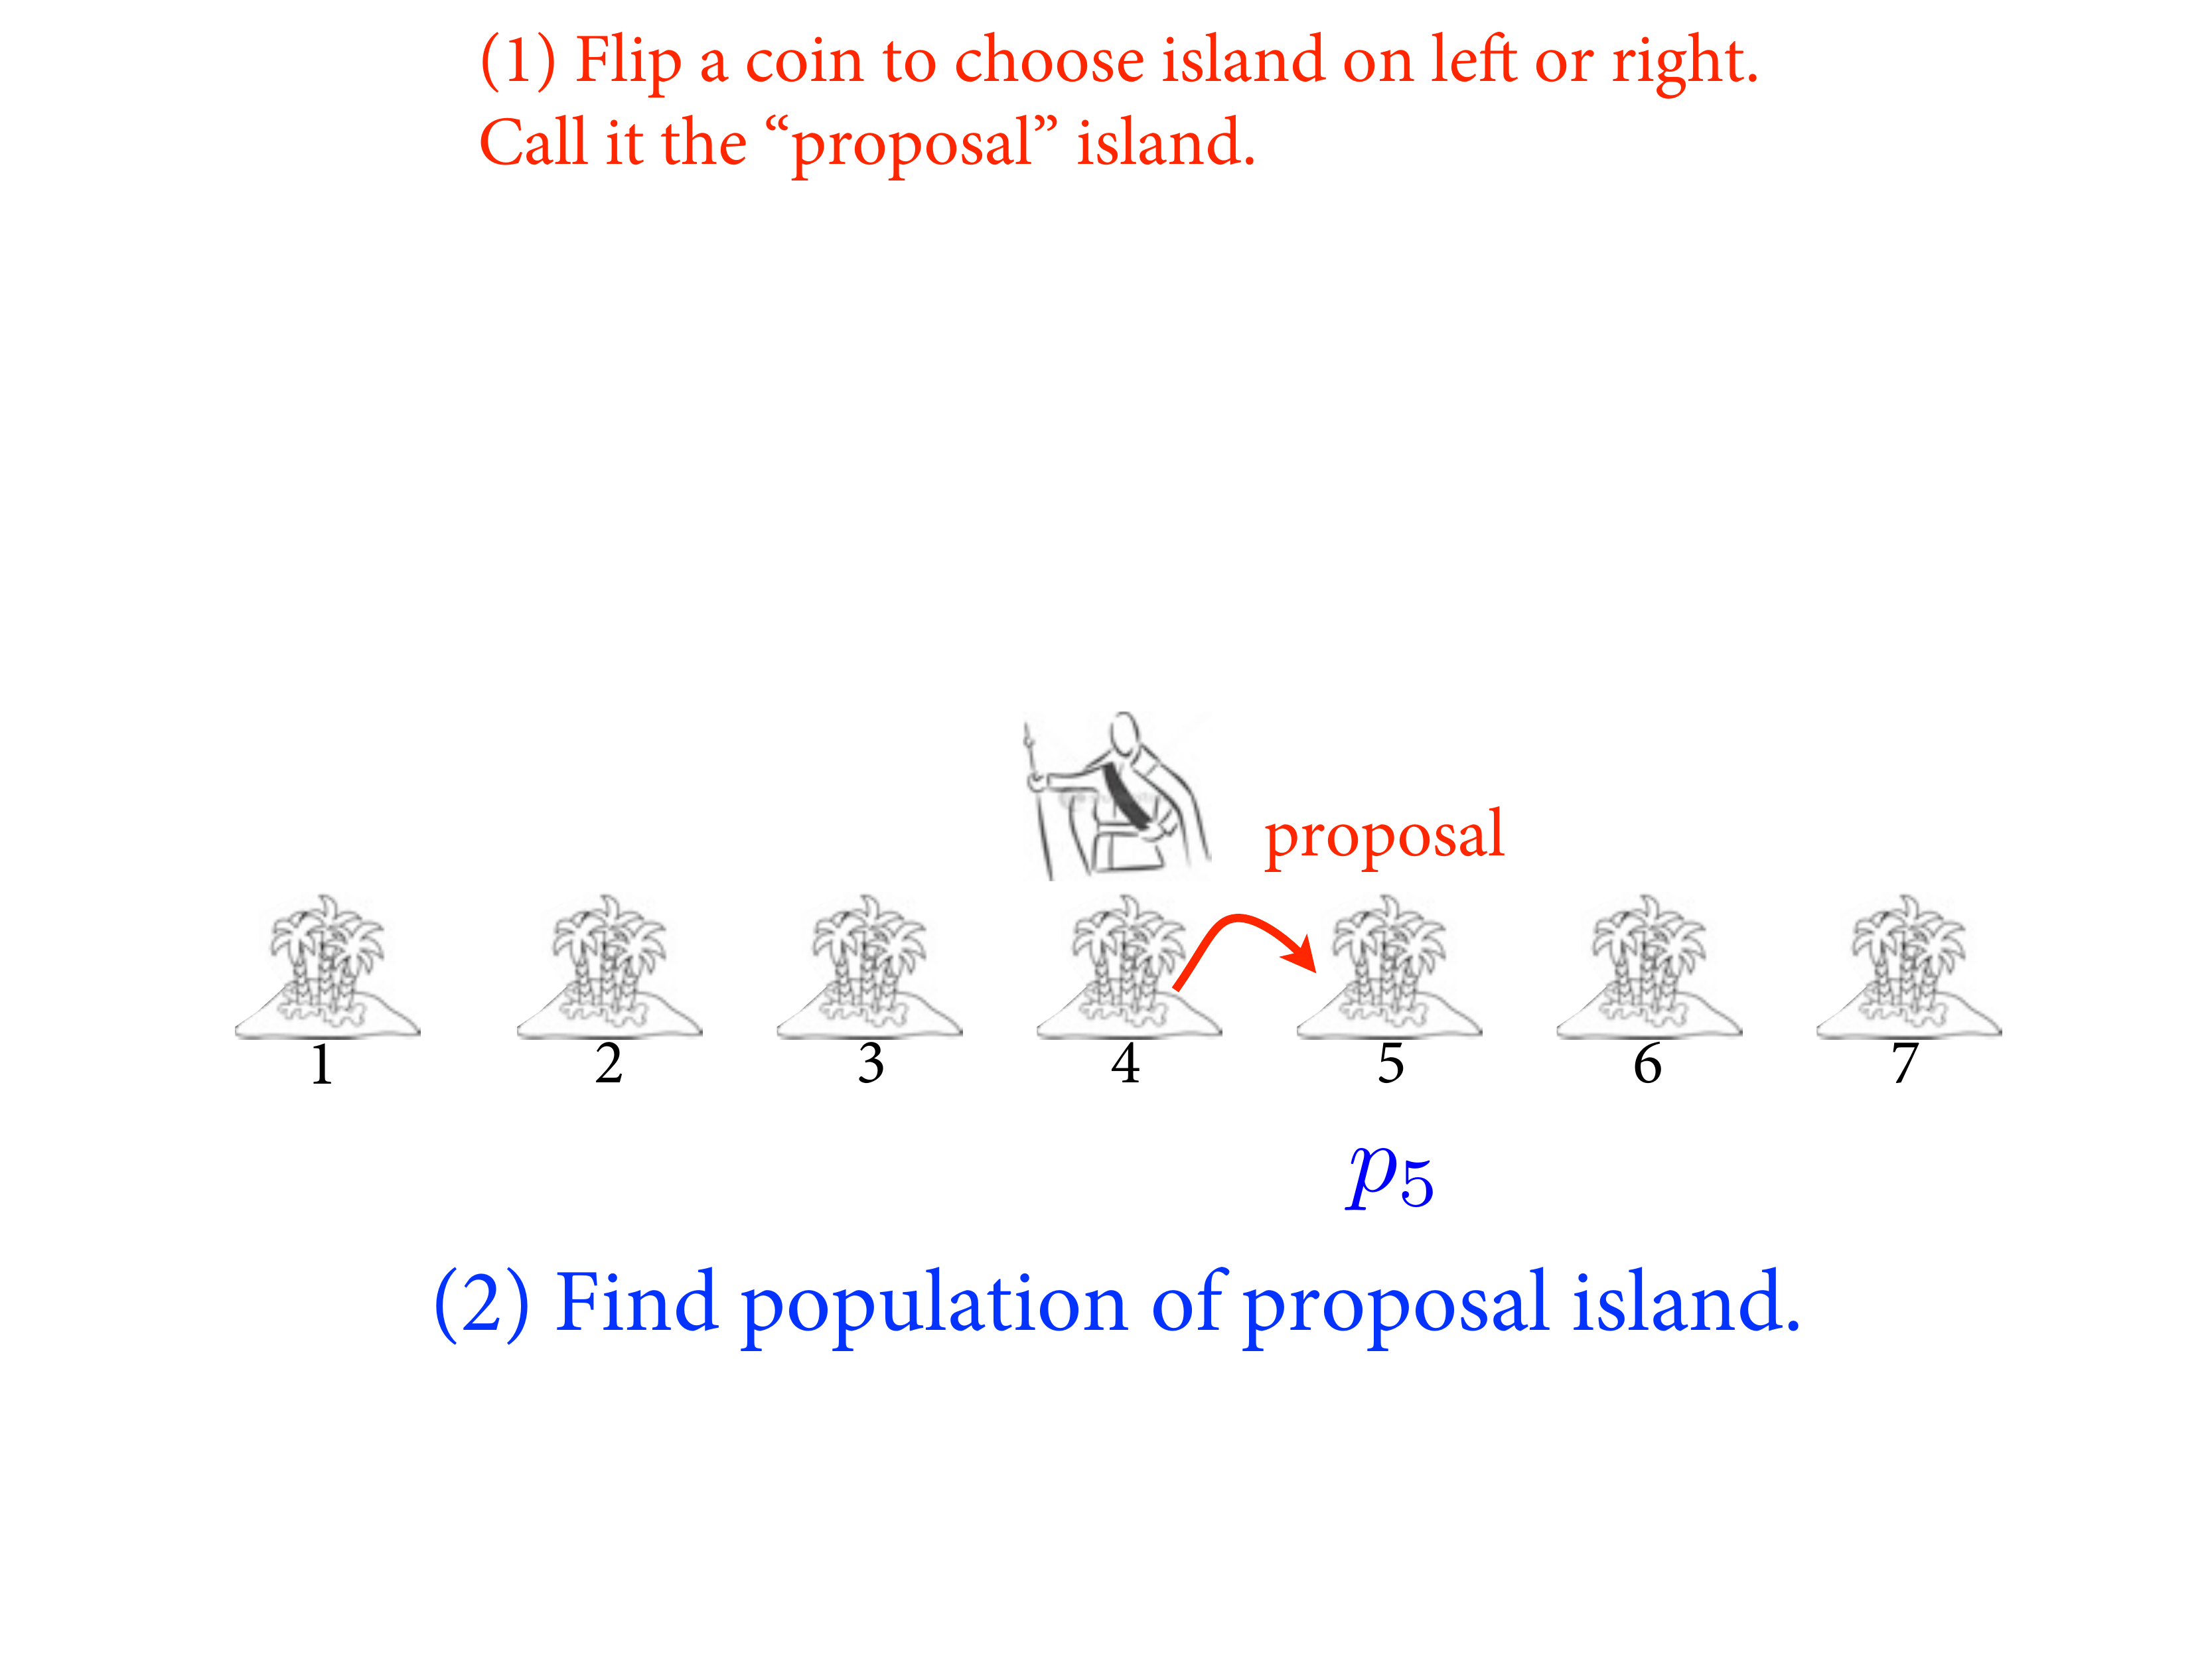 (1) Flip a coin to choose island on left or right.
Call it the “proposal” island.
proposal
1 2 3 4 5 6 7
p5
(2) Find population of proposal island.